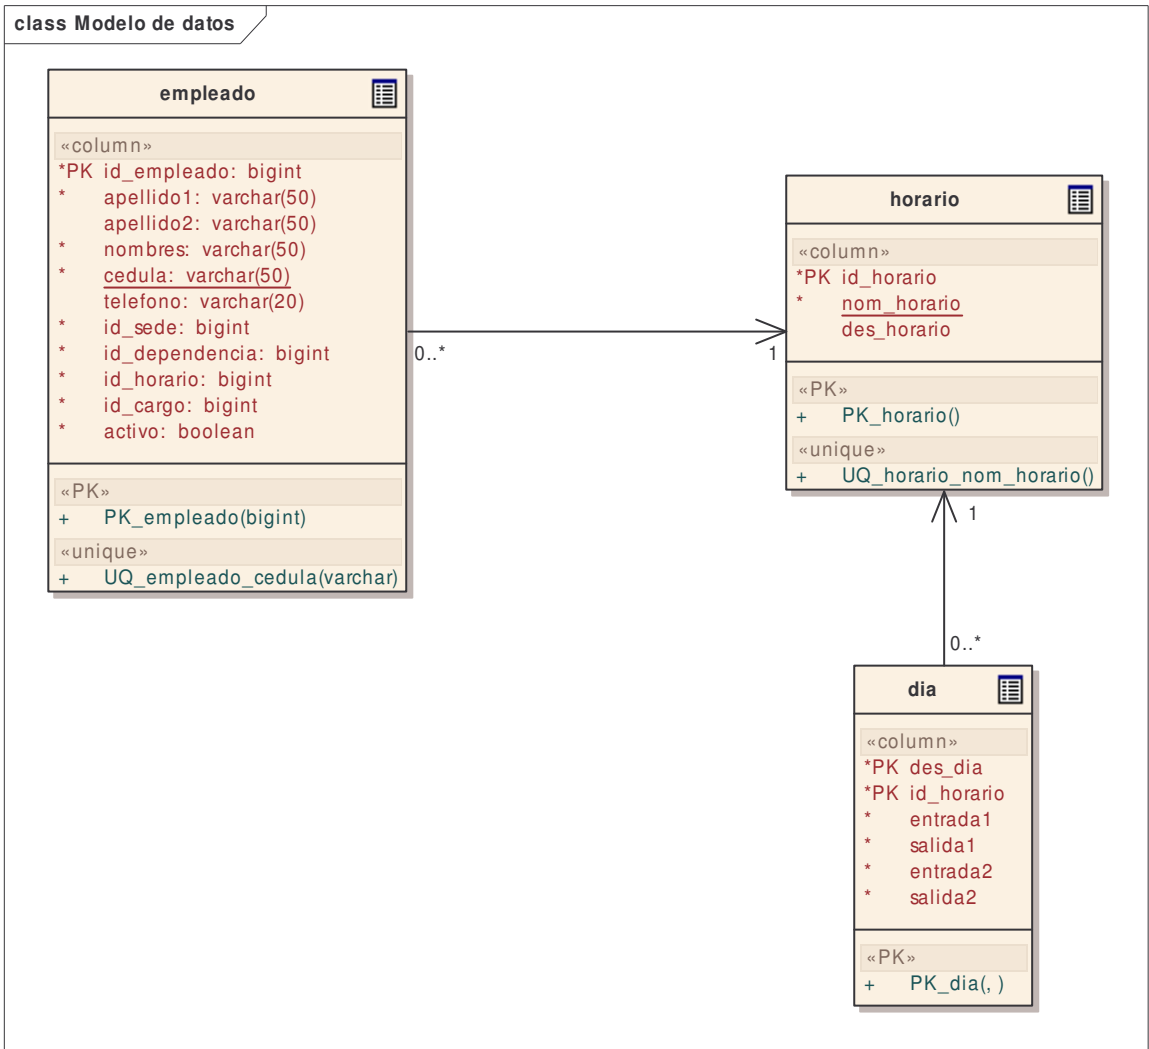 class Modelo de datos
empleado
«column»
*PK id_empleado: bigint
* apellido1: varchar(50)
apellido2: varchar(50)
* nombres: varchar(50)
* cedula: varchar(50)
telefono: varchar(20)
* id_sede: bigint
* id_dependencia: bigint
* id_horario: bigint
* id_cargo: bigint
* activo: boolean
«PK»
+ PK_empleado(bigint)
«unique»
+ UQ_empleado_cedula(varchar)
0..*
1
horario
«column»
*PK id_horario
* nom_horario
des_horario
«PK»
+ PK_horario()
«unique»
+ UQ_horario_nom_horario()
1
0..*
dia
«column»
*PK des_dia
*PK id_horario
* entrada1
* salida1
* entrada2
* salida2
«PK»
+ PK_dia(, )